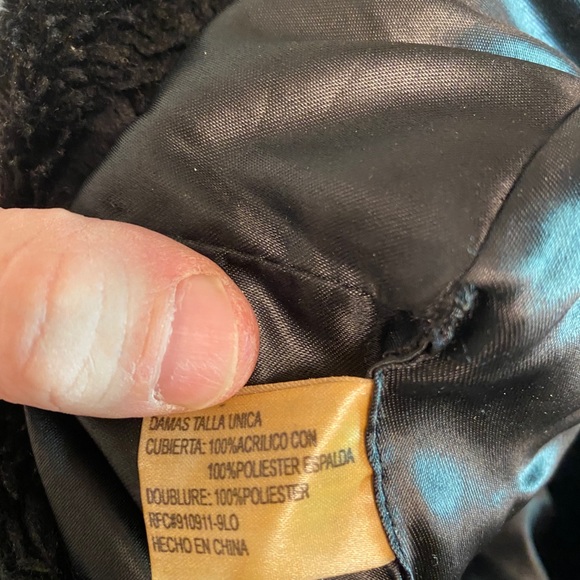 DAMAS TALLA UNICA
CUBIERTA: 100%ACRILICO CON
100%POLIESTER ESPALDA
DOUBLURE: 100%POLIESTER
RFC#910911-9LO
HECHO EN CHINA